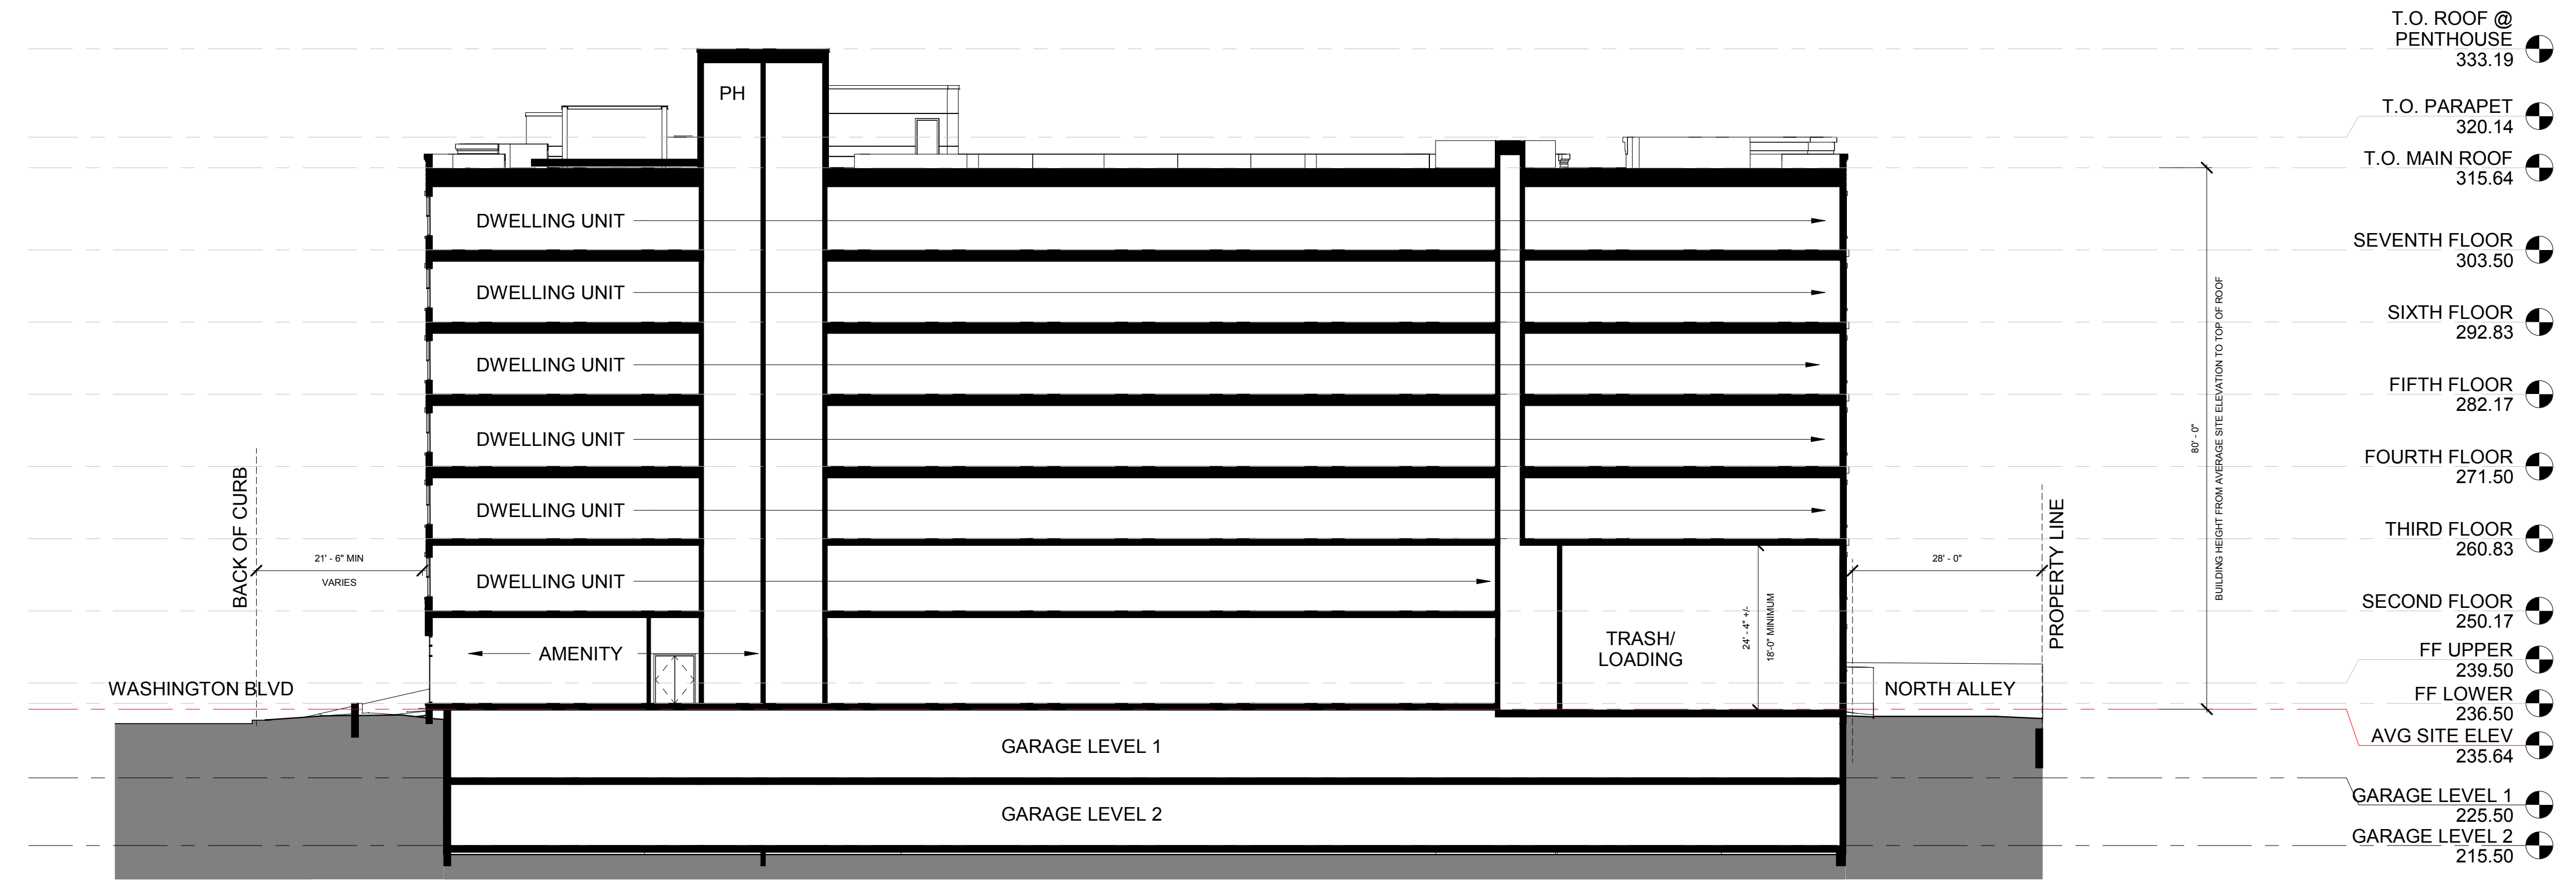 T.O. ROOF @
PENTHOUSE
333.19
PH
T.O. PARAPET
320.14
T.O. MAIN ROOF
315.64
DWELLING UNIT
SEVENTH FLOOR
303.50
DWELLING UNIT
SIXTH FLOOR
292.83
DWELLING UNIT
FIFTH FLOOR
282.17
DWELLING UNIT
FOURTH FLOOR
271.50
DWELLING UNIT
THIRD FLOOR
260.83
DWELLING UNIT
SECOND FLOOR
250.17
BACK OF CURB
21' - 6" MIN
VARIES
28' - 0"
PROPERTY LINE
80' - 0"
BUILDING HEIGHT FROM AVERAGE SITE ELEVATION TO TOP OF ROOF
AMENITY
TRASH/
LOADING
24' - 4" +/-
18'-0" MINIMUM
FF UPPER
239.50
WASHINGTON BLVD
NORTH ALLEY
FF LOWER
236.50
AVG SITE ELEV
235.64
GARAGE LEVEL 1
GARAGE LEVEL 1
225.50
GARAGE LEVEL 2
GARAGE LEVEL 2
215.50